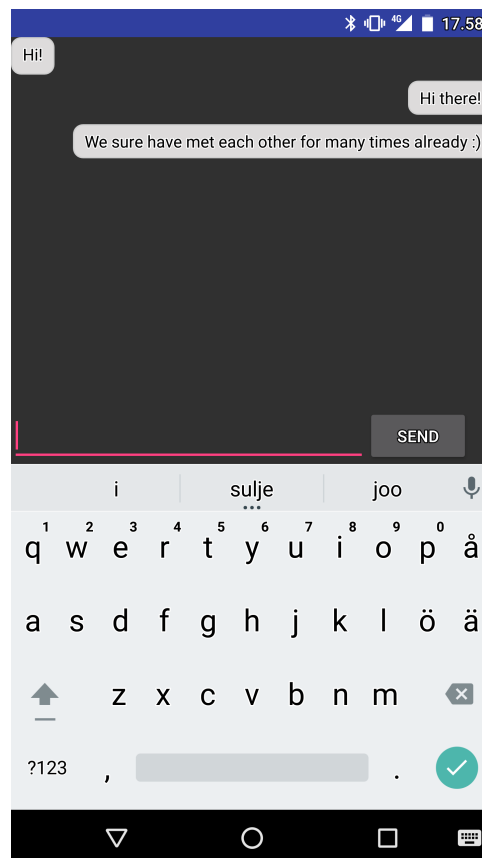 4G 17.58
Hi!
Hi there!
We sure have met each other for many times already :)
SEND
i sulje joo
1 2 3 4 5 6 7 8 9 0
q w e r t y u i o p å
a s d f g h j k l ö ä
z x c v b n m
?123 , .